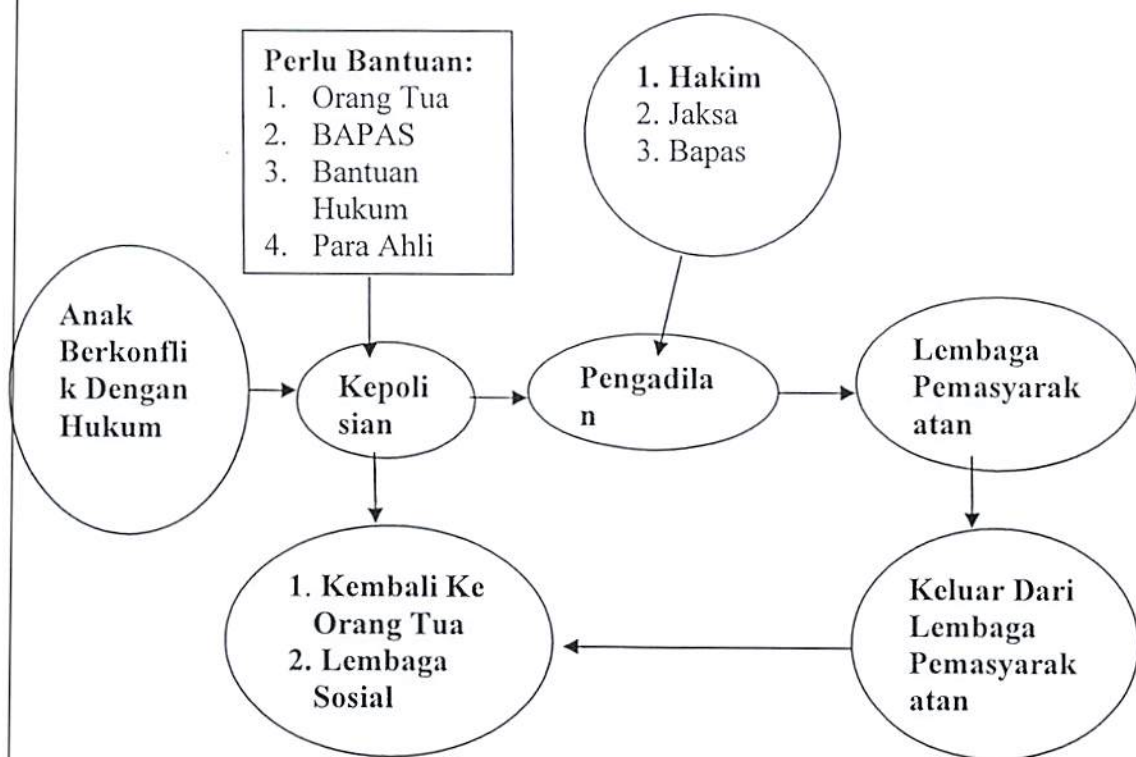 Perlu Bantuan:
1. Orang Tua
2. BAPAS
3. Bantuan
Hukum
4. Para Ahli
1. Hakim
2. Jaksa
3. Bapas
Anak
Berkonfli
k Dengan
Hukum
Kepoli
sian
Pengadila
n
Lembaga
Pemasyarak
atan
1. Kembali Ke
Orang Tua
2. Lembaga
Sosial
Keluar Dari
Lembaga
Pemasyarak
atan